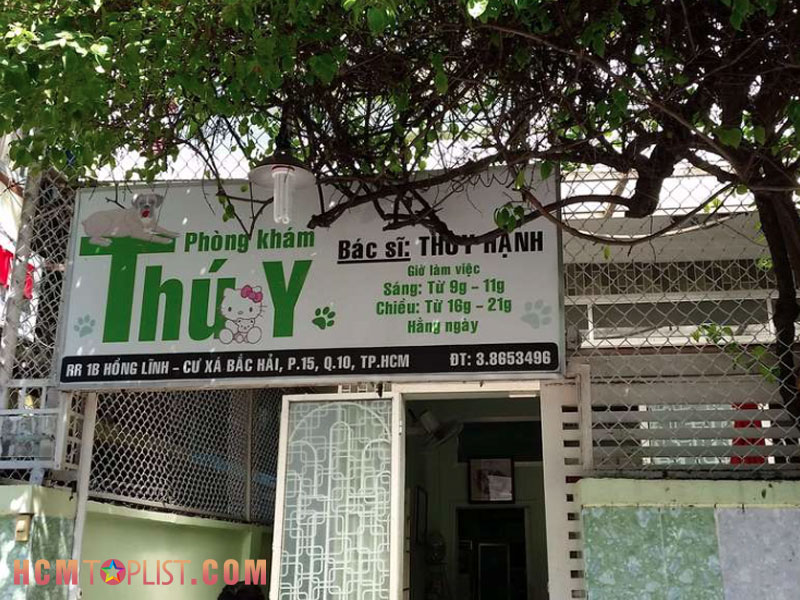 Phòng khám
Thú Y
Bác sĩ: THÚY HẠNH
Giờ làm việc
Sáng: Từ 9g – 11g
Chiều: Từ 16g – 21g
Hằng ngày
RR 1B HỒNG LĨNH – CƯ XÁ BẮC HẢI, P.15, Q.10, TP.HCM ĐT: 3.8653496
HCMTOPLIST.COM